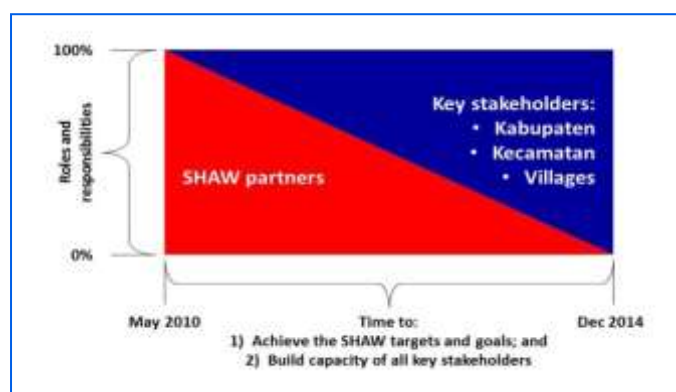 100%
Roles and
responsibilities
0%
SHAW partners
Key stakeholders:
• Kabupaten
• Kecamatan
• Villages
May 2010
Time to:
Dec 2014
1) Achieve the SHAW targets and goals; and
2) Build capacity of all key stakeholders